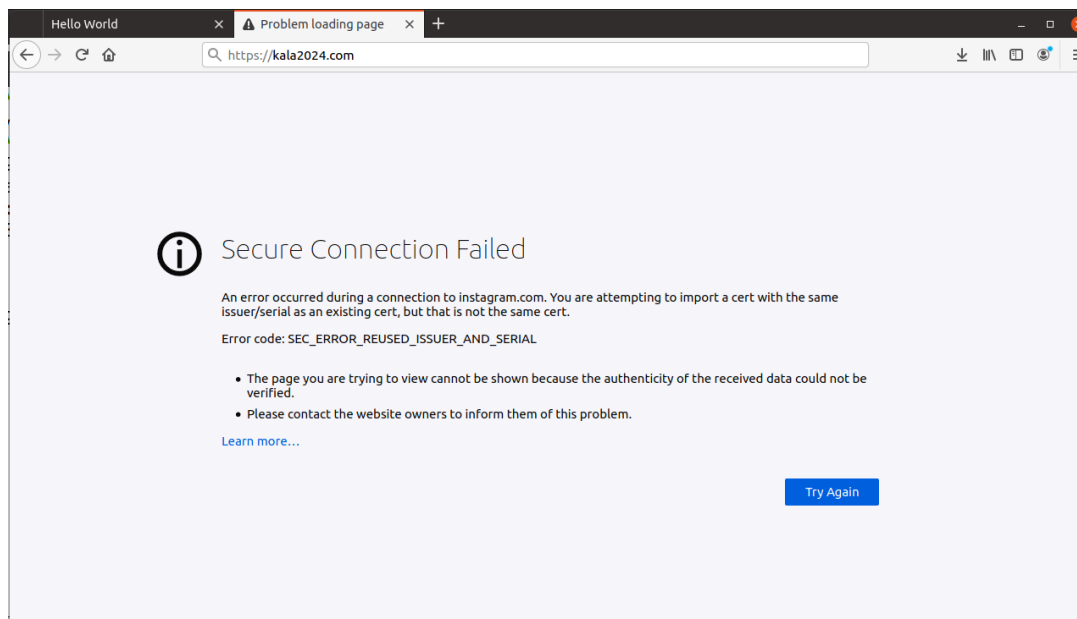 Hello World
Problem loading page
https://kala2024.com
Secure Connection Failed
An error occurred during a connection to instagram.com. You are attempting to import a cert with the same
issuer/serial as an existing cert, but that is not the same cert.
Error code: SEC_ERROR_REUSED_ISSUER_AND_SERIAL
• The page you are trying to view cannot be shown because the authenticity of the received data could not be
verified.
• Please contact the website owners to inform them of this problem.
Learn more…
Try Again